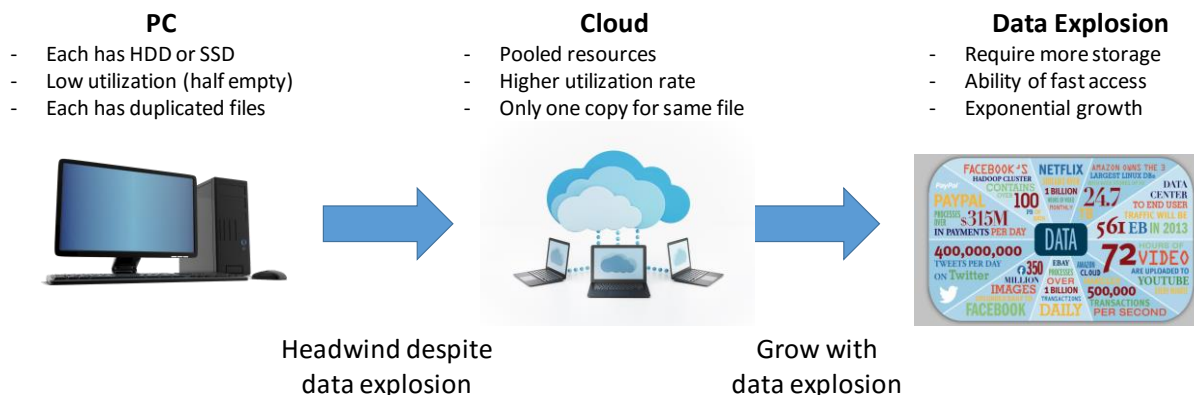 PC
- Each has HDD or SSD
- Low utilization (half empty)
- Each has duplicated files
Cloud
- Pooled resources
- Higher utilization rate
- Only one copy for same file
Data Explosion
- Require more storage
- Ability of fast access
- Exponential growth
FACEBOOK'S
HADOOP CLUSTER
CONTAINS
OVER 100
NETFLIX
1 BILLION
MONTHLY
AMAZON OWNS THE 3
LARGEST LINUX DBs
24.7
DATA
CENTER
TO END USER
TRAFFIC WILL BE
561 EB IN 2013
PayPal
PAYPAL
PROCESSES
OVER $315M
IN PAYMENTS PER DAY
DATA
400,000,000
TWEETS PER DAY
ON Twitter
350
MILLION
IMAGES
FACEBOOK
EBAY
PROCESSES
OVER
1 BILLION
TRANSACTIONS
DAILY
AMAZON
CLOUD
500,000
TRANSACTIONS
PER SECOND
72 HOURS OF
VIDEO
ARE UPLOADED TO
YOUTUBE
Headwind despite
data explosion
Grow with
data explosion